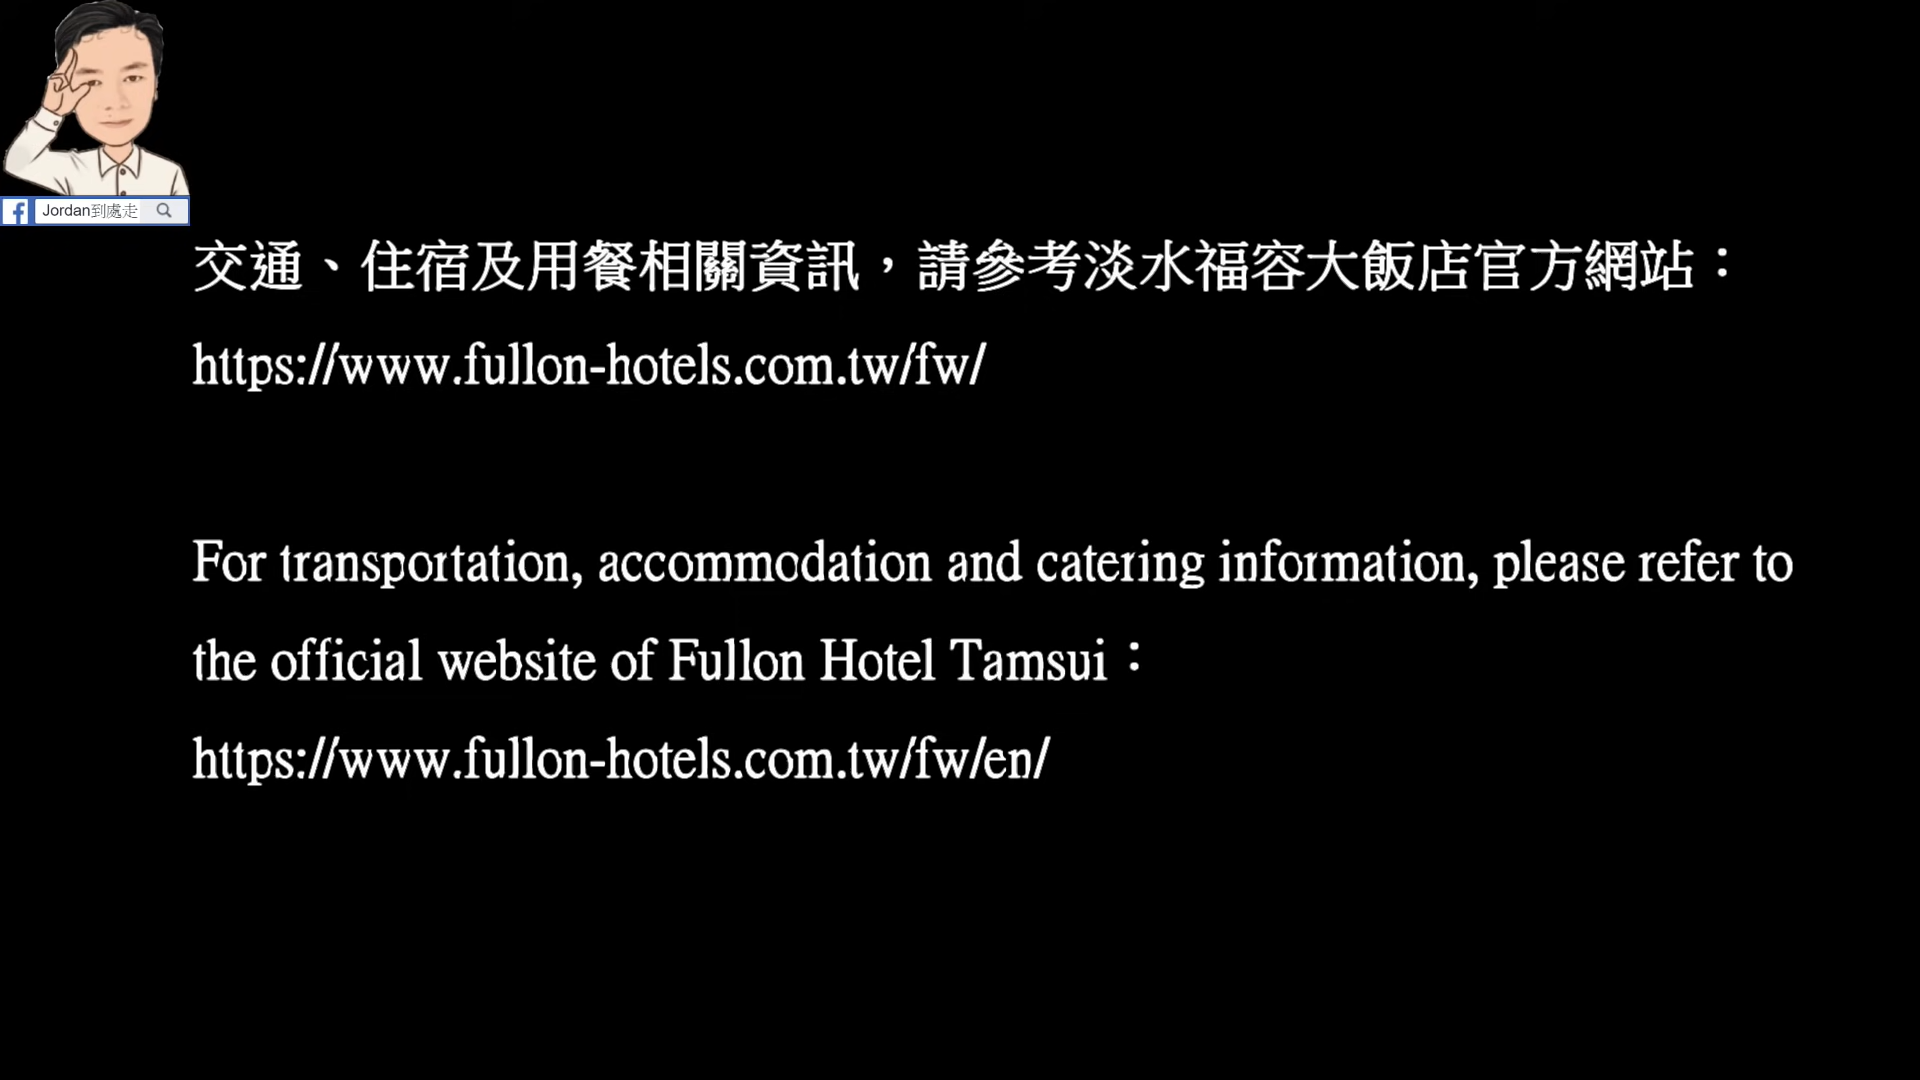 Jordan到處走
交通、住宿及用餐相關資訊，請參考淡水福容大飯店官方網站：
https://www.fullon-hotels.com.tw/fw/
For transportation, accommodation and catering information, please refer to
the official website of Fullon Hotel Tamsui：
https://www.fullon-hotels.com.tw/fw/en/